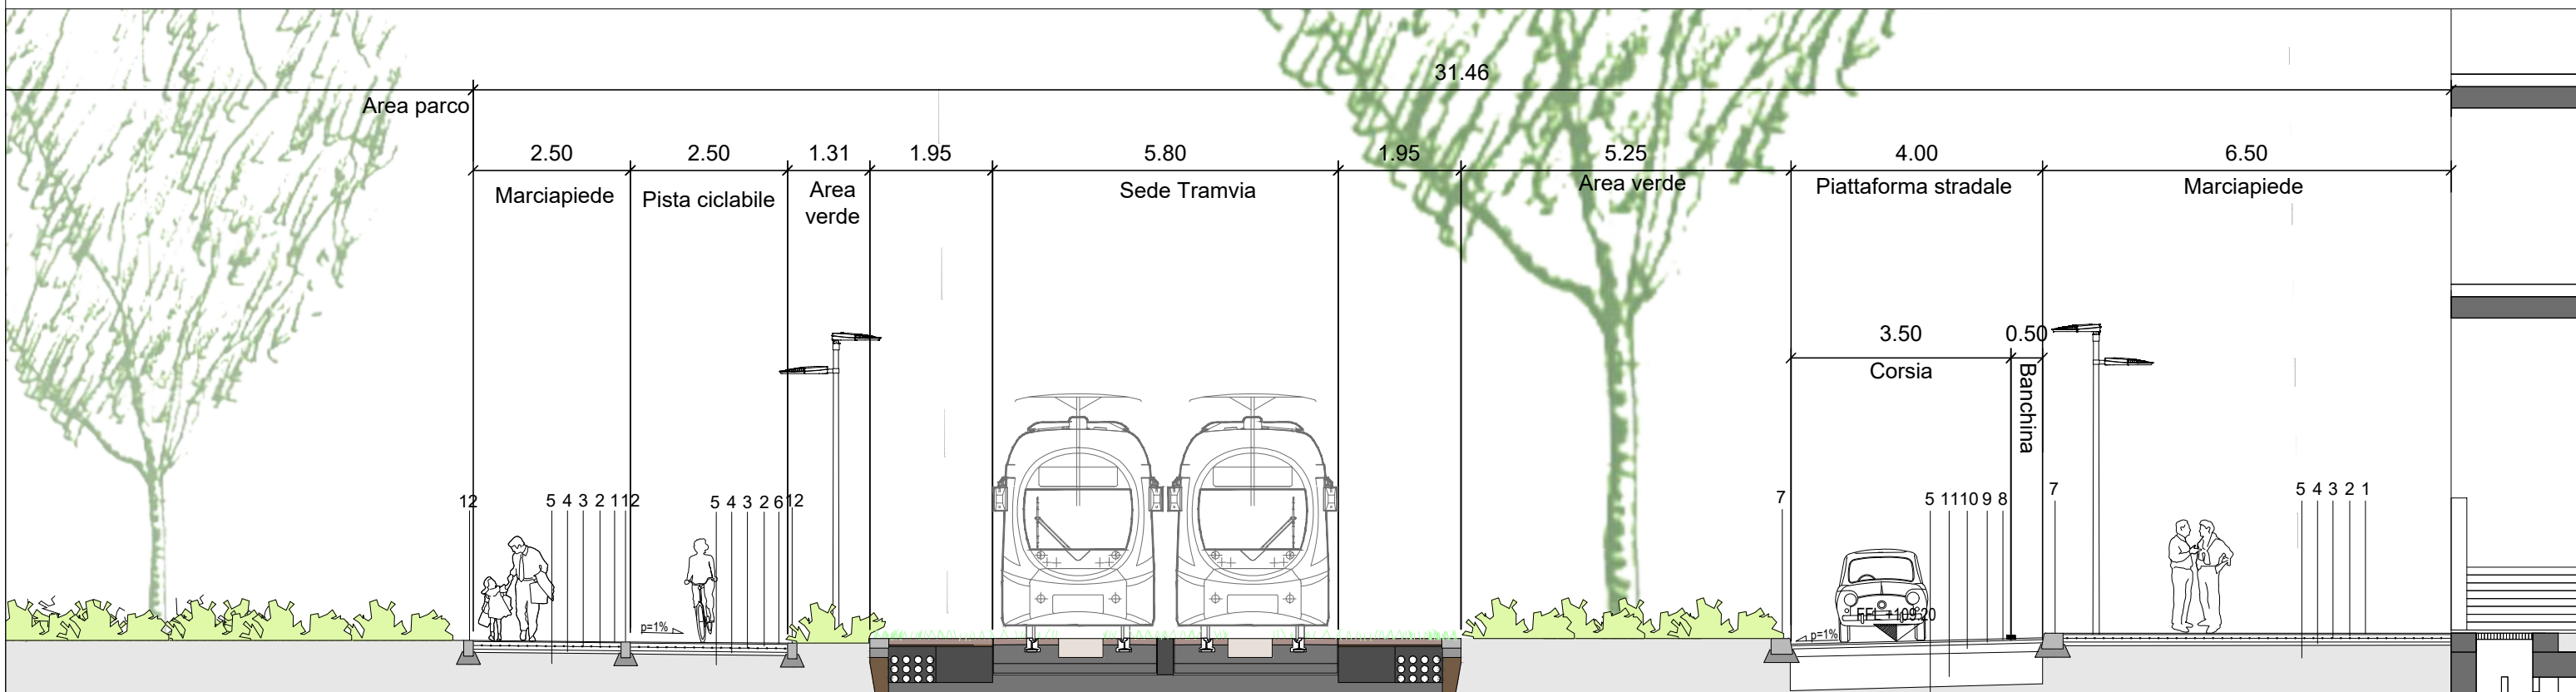 31.46
Area parco
2.50 2.50 1.31 1.95 5.80 1.95 5.25 4.00 6.50
Marciapiede Pista ciclabile Area verde Sede Tramvia Area verde Piattaforma stradale Marciapiede
3.50 0.50
Corsia Banchina
12 5 4 3 2 1 12 5 4 3 2 6 12 7 5 11 10 9 8 7 5 4 3 2 1
FFL +109.20
p=1% p=1%